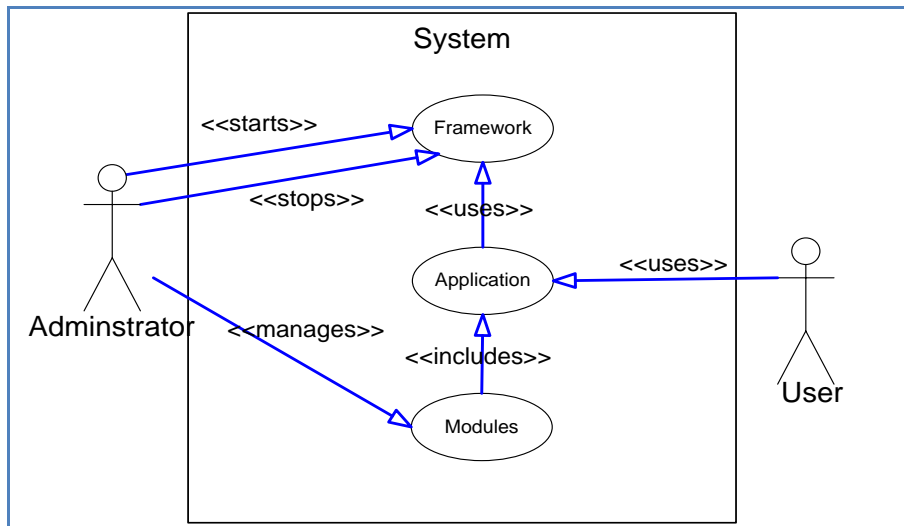 System
<<starts>>
Framework
<<stops>>
<<uses>>
<<uses>>
Application
Adminstrator
<<manages>>
<<includes>>
User
Modules